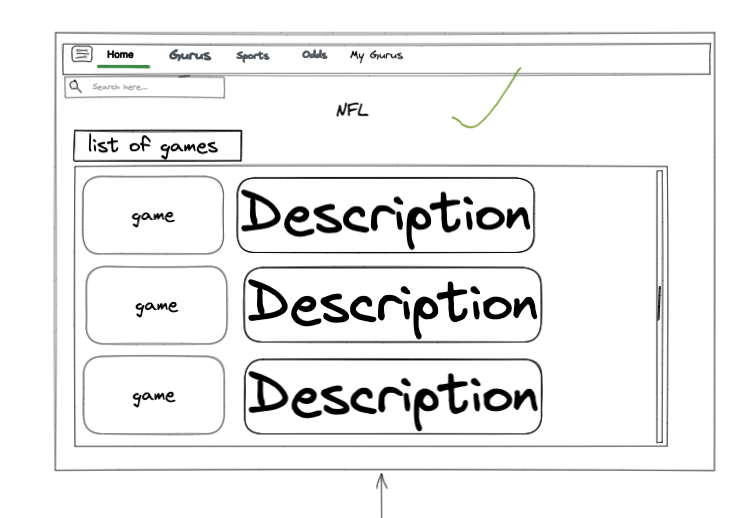 Home Gurus Sports Odds My Gurus
Search here...
NFL
list of games
game Description
game Description
game Description